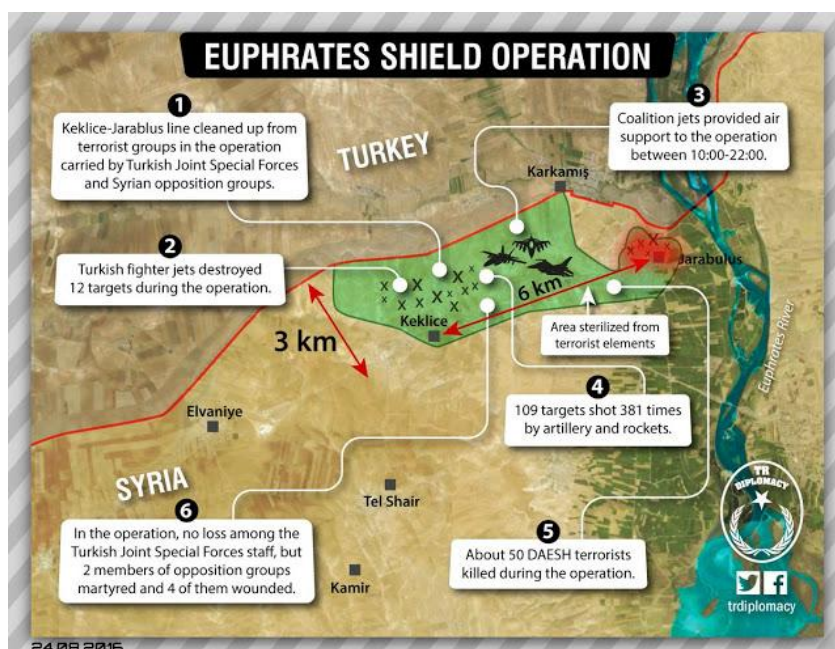 EUPHRATES SHIELD OPERATION
1
Keklice-Jarablus line cleaned up from
terrorist groups in the operation
carried by Turkish Joint Special Forces
and Syrian opposition groups.
TURKEY
3
Coalition jets provided air
support to the operation
between 10:00-22:00.
Karkamış
2
Turkish fighter jets destroyed
12 targets during the operation.
Jarabulus
6 km
Keklice
3 km
Area sterilized from
terrorist elements
Euphrates River
4
109 targets shot 381 times
by artillery and rockets.
Elvaniye
SYRIA
Tel Shair
6
In the operation, no loss among the
Turkish Joint Special Forces staff, but
2 members of opposition groups
martyred and 4 of them wounded.
Kamir
5
About 50 DAESH terrorists
killed during the operation.
TR
DIPLOMACY
trdiplomacy
24.08.2016